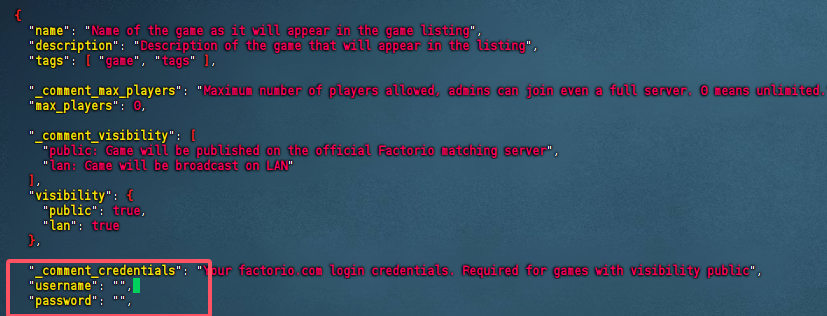 {
"name": "Name of the game as it will appear in the game listing",
"description": "Description of the game that will appear in the listing",
"tags": [ "game", "tags" ],
"_comment_max_players": "Maximum number of players allowed, admins can join even a full server. 0 means unlimited.
"max_players": 0,
"_comment_visibility": [
"public: Game will be published on the official Factorio matching server",
"lan: Game will be broadcast on LAN"
],
"visibility": {
"public": true,
"lan": true
},
"_comment_credentials": "Your factorio.com login credentials. Required for games with visibility public",
"username": "",
"password": "",